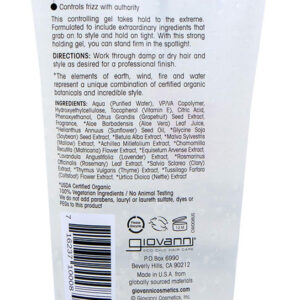 ● Controls frizz with authority
This controlling gel takes hold to the extreme.
Formulated to include extraordinary ingredients that
grab on to style and hold on tight. With this strong
holding gel, you can stand firm in the spotlight.
DIRECTIONS: Work through damp or dry hair and
style as desired for a professional finish.
*The elements of earth, wind, fire and water
represent a unique combination of certified organic
botanicals and incredible style.
INGREDIENTS: Aqua (Purified Water), VP/NA Copolymer,
Hydroxyethylcellulose, Tocopherol (Vitamin E), Citric Acid,
Phenoxyethanol, Citrus Grandis (Grapefruit) Seed Extract,
Fragrance, *Aloe Barbadensis (Aloe Vera) Leaf Juice,
*Helianthus Annuus (Sunflower) Seed Oil, *Glycine Soja
(Soybean) Seed Extract, *Betula Alba Extract, *Malva Sylvestris
(Mallow) Extract, *Achillea Millefolium Extract, *Chamomilla
Recutita (Matricaria) Flower Extract, *Equisetum Arvense Extract,
*Lavandula Angustifolia (Lavender) Extract, *Rosmarinus
Officinalis (Rosemary) Leaf Extract, *Salvia Officinalis (Sage)
Leaf Extract, *Thymus Vulgaris (Thyme) Extract, *Tussilago
Farfara (Coltsfoot) Flower Extract, *Urtica Dioica (Nettle) Extract
*USDA Certified Organic
100% Vegetarian Ingredients / No Animal Testing
We do not add parabens, lauryl or laureth sulfate, dyes or
PEGs to this product.
12 M
giovanni
ECO CHIC HAIR CARE
P.O. BOX 6990
Beverly Hills, CA 90212
Made in U.S.A. from
globally sourced materials
giovannicosmetics.com
© Giovanni Cosmetics, Inc.